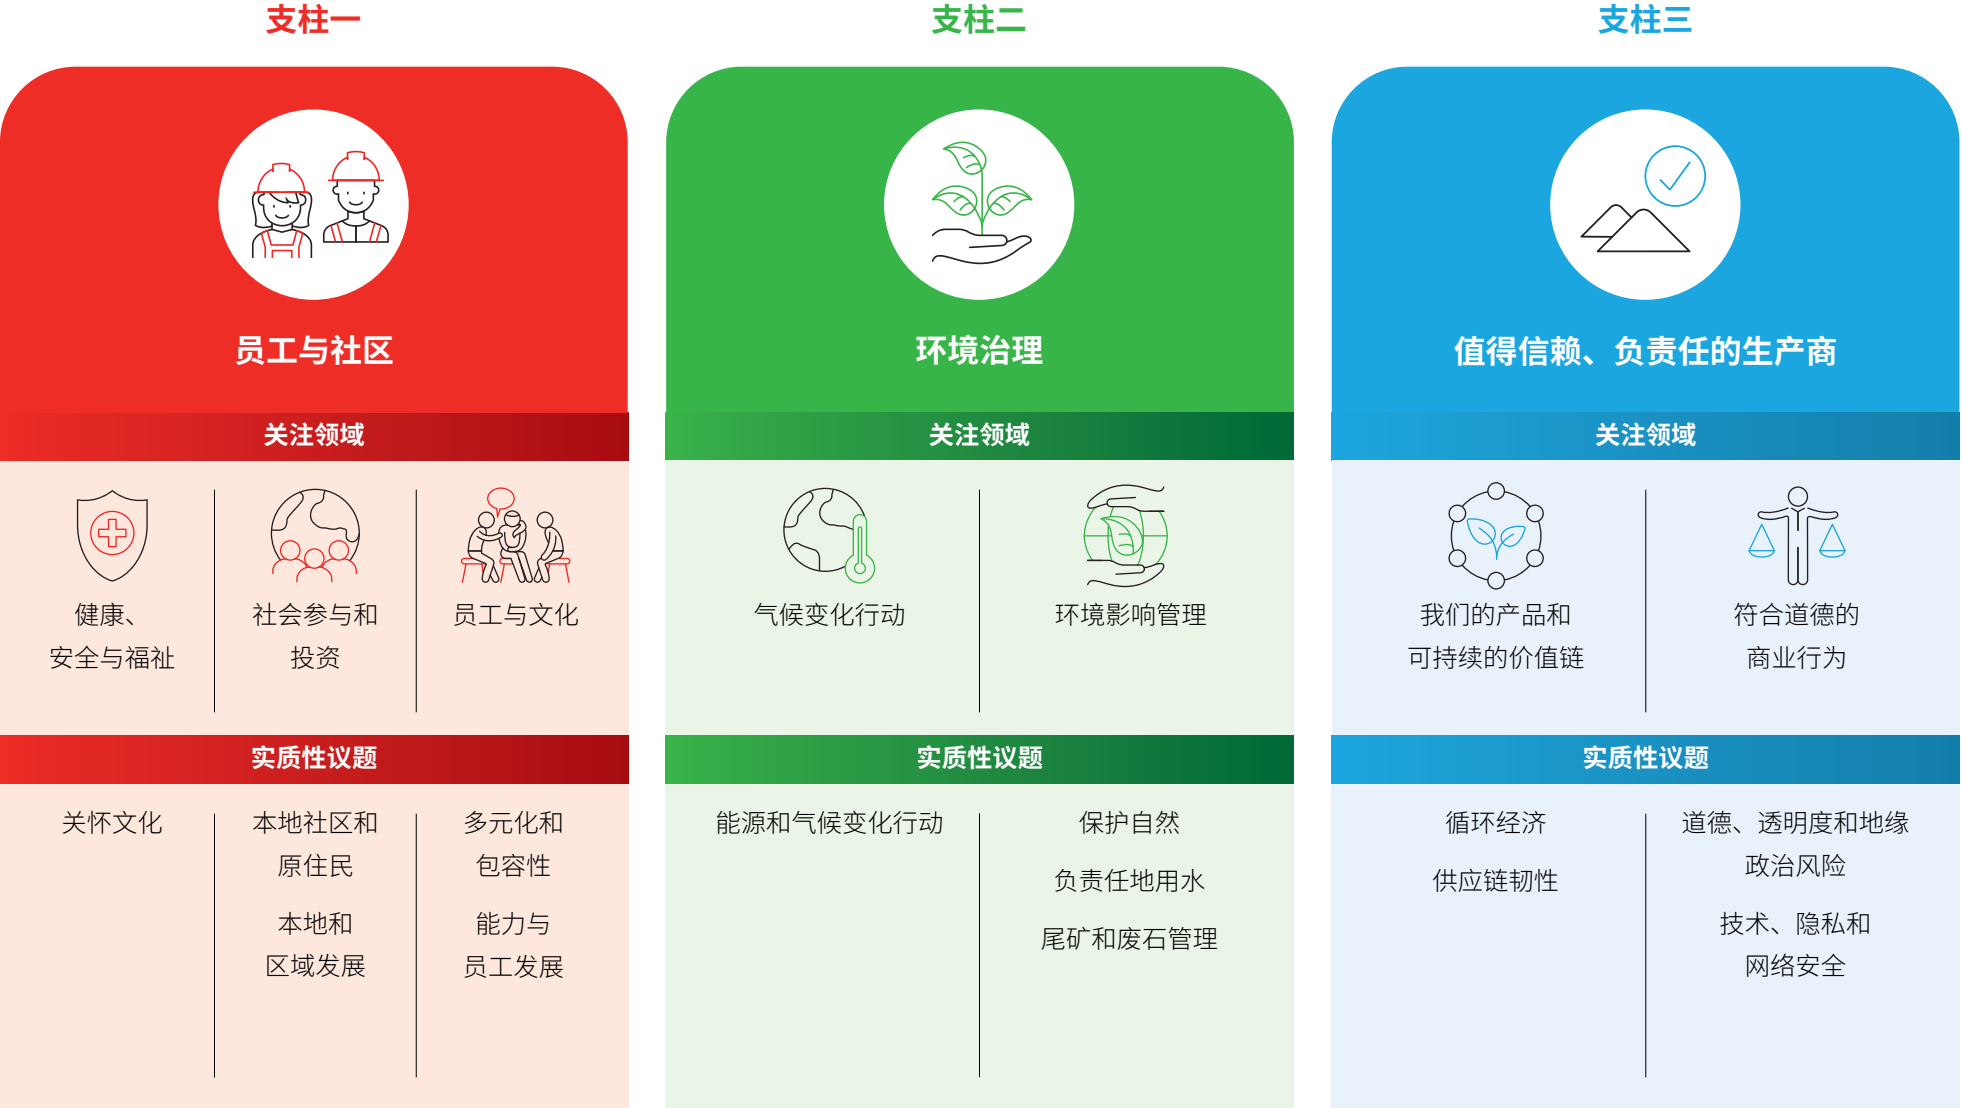 支柱一
员工与社区
关注领域
健康、
安全与福祉
社会参与和
投资
员工与文化
实质性议题
关怀文化
本地社区和
原住民
本地和
区域发展
多元化和
包容性
能力与
员工发展
支柱二
环境治理
关注领域
气候变化行动
环境影响管理
实质性议题
能源和气候变化行动
保护自然
负责任地用水
尾矿和废石管理
支柱三
值得信赖、负责任的生产商
关注领域
我们的产品和
可持续的价值链
符合道德的
商业行为
实质性议题
循环经济
供应链韧性
道德、透明度和地缘
政治风险
技术、隐私和
网络安全